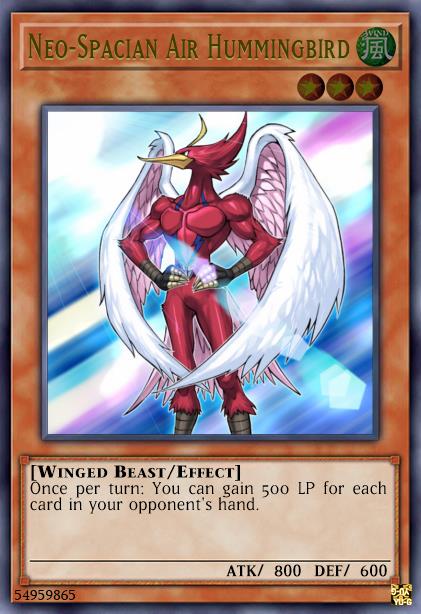 Neo-Spacian Air Hummingbird
WIND
風
[Winged Beast/Effect]
Once per turn: You can gain 500 LP for each
card in your opponent's hand.
ATK/ 800 DEF/ 600
54959865